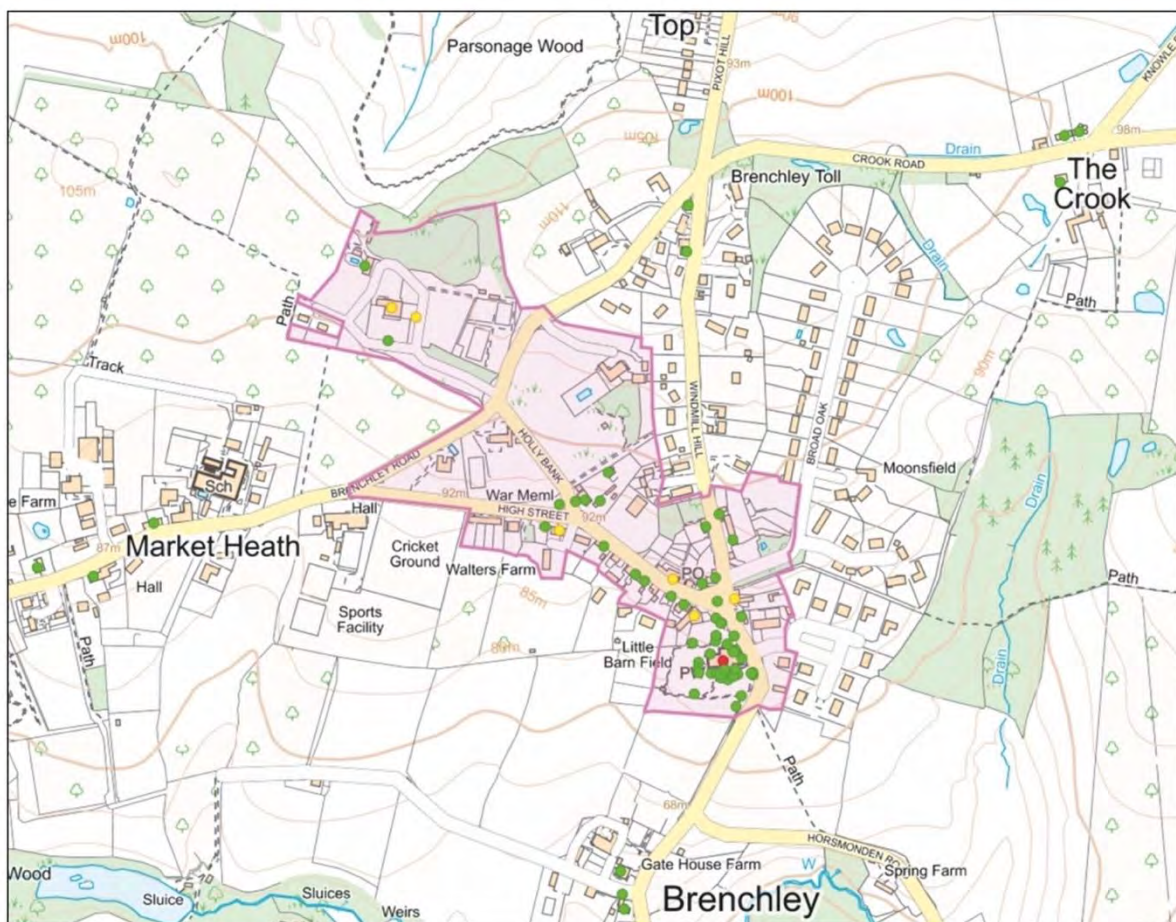 Top
Parsonage Wood
100m
PIXOT HILL
93m
100m
KNOWLE
105m
98m
CROOK ROAD
Drain
The
Crook
Brenchley Toll
105m
110m
Drain
Path
Path
90m
Track
WINDMILL HILL
BROAD OAK
HOLLY BANK
Moonsfield
Sch
BRENCHLEY ROAD
92m
War Meml
HIGH STREET
92m
Drain
e Farm
Hall
Market Heath
87m
Cricket
Ground
Walters Farm
PO
Path
Hall
85m
Sports
Facility
Little
Barn Field
Path
Drain
Path
68m
HORSMONDEN RO
Gate House Farm
W
Spring Farm
Wood
Sluice
Sluices
Weirs
Brenchley